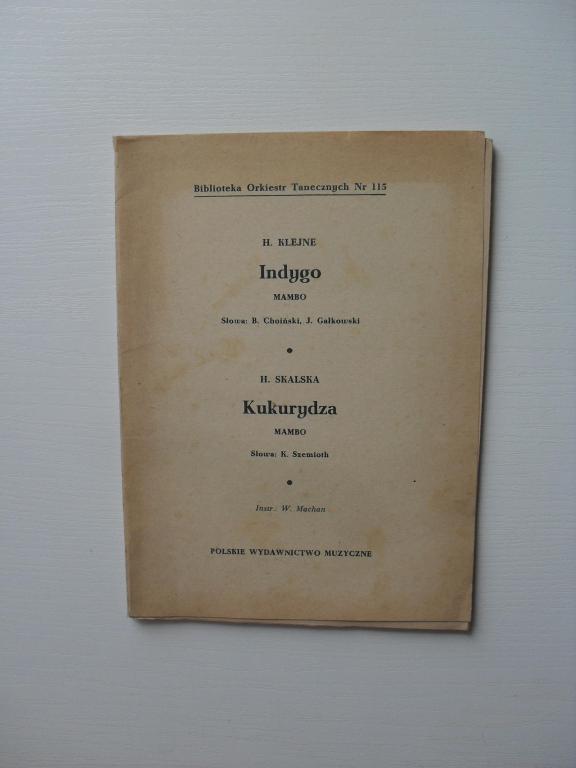 Biblioteka Orkiestr Tanecznych Nr 115
H. KLEJNE
Indygo
MAMBO
Słowa: B. Choiński, J. Gałkowski
H. SKALSKA
Kukurydza
MAMBO
Słowa: K. Szemioth
Instr. W. Machan
POLSKIE WYDAWNICTWO MUZYCZNE